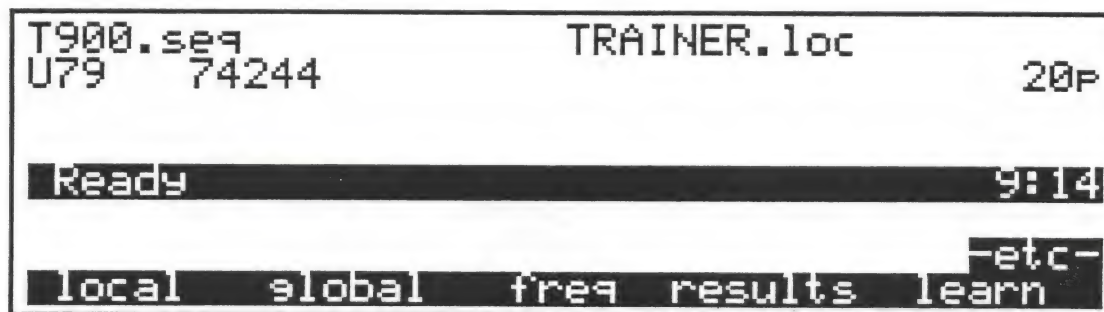 T900.seq TRAINER.loc
U79 74244 20P
Ready 9:14
-etc-
local global freq results learn